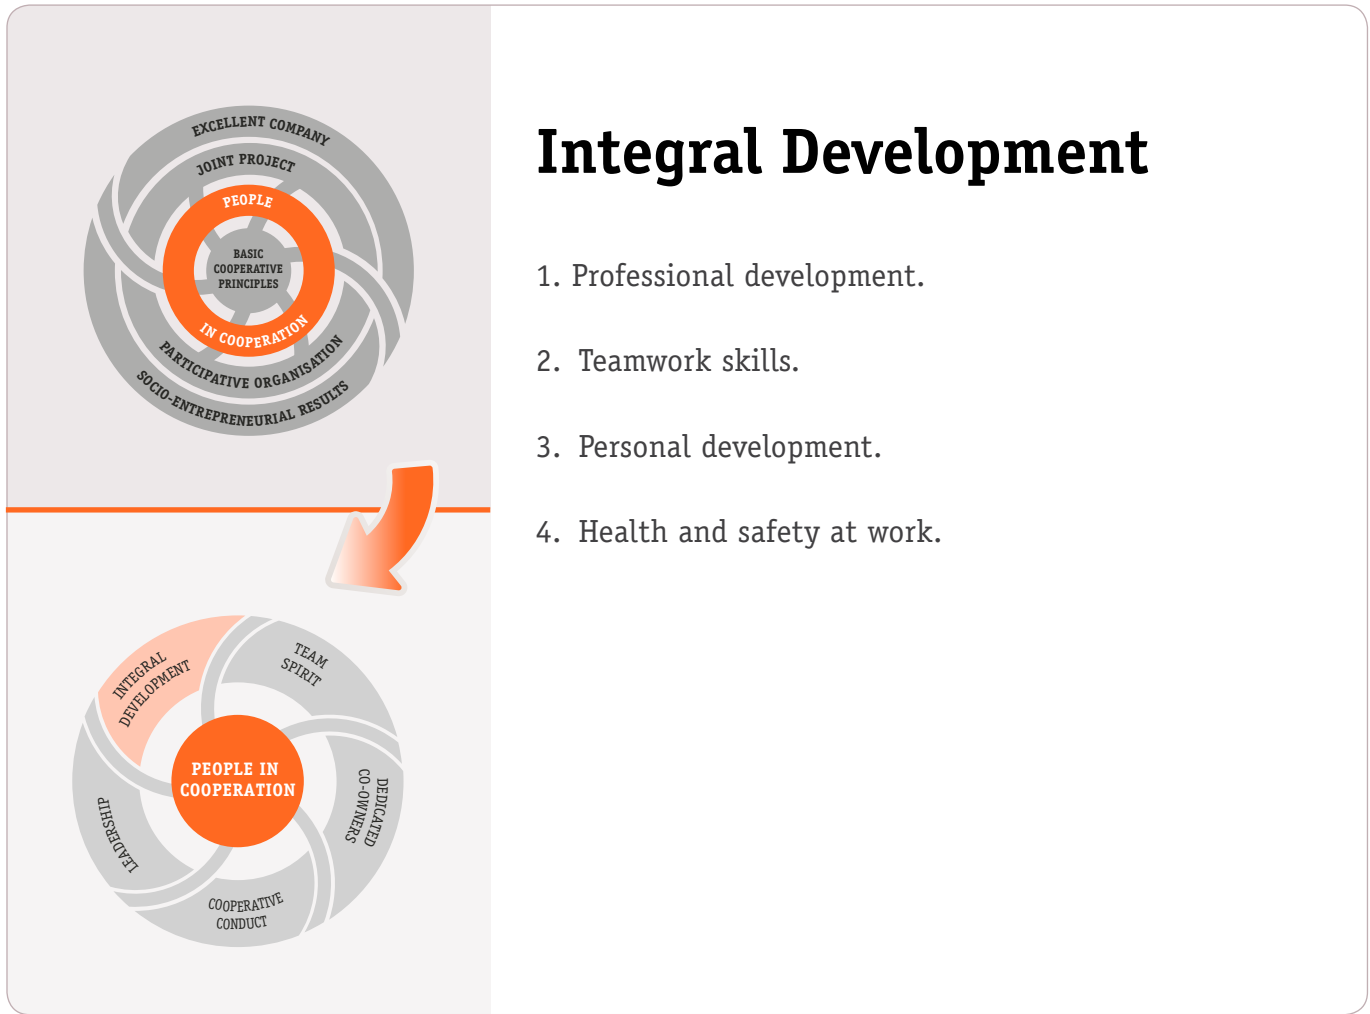 EXCELLENT COMPANY
JOINT PROJECT
PEOPLE
BASIC
COOPERATIVE
PRINCIPLES
IN COOPERATION
PARTICIPATIVE ORGANISATION
SOCIO-ENTREPRENEURIAL RESULTS
INTEGRAL
DEVELOPMENT
TEAM
SPIRIT
PEOPLE IN
COOPERATION
DEDICATED
CO-OWNERS
LEADERSHIP
COOPERATIVE
CONDUCT
Integral Development
1. Professional development.
2. Teamwork skills.
3. Personal development.
4. Health and safety at work.